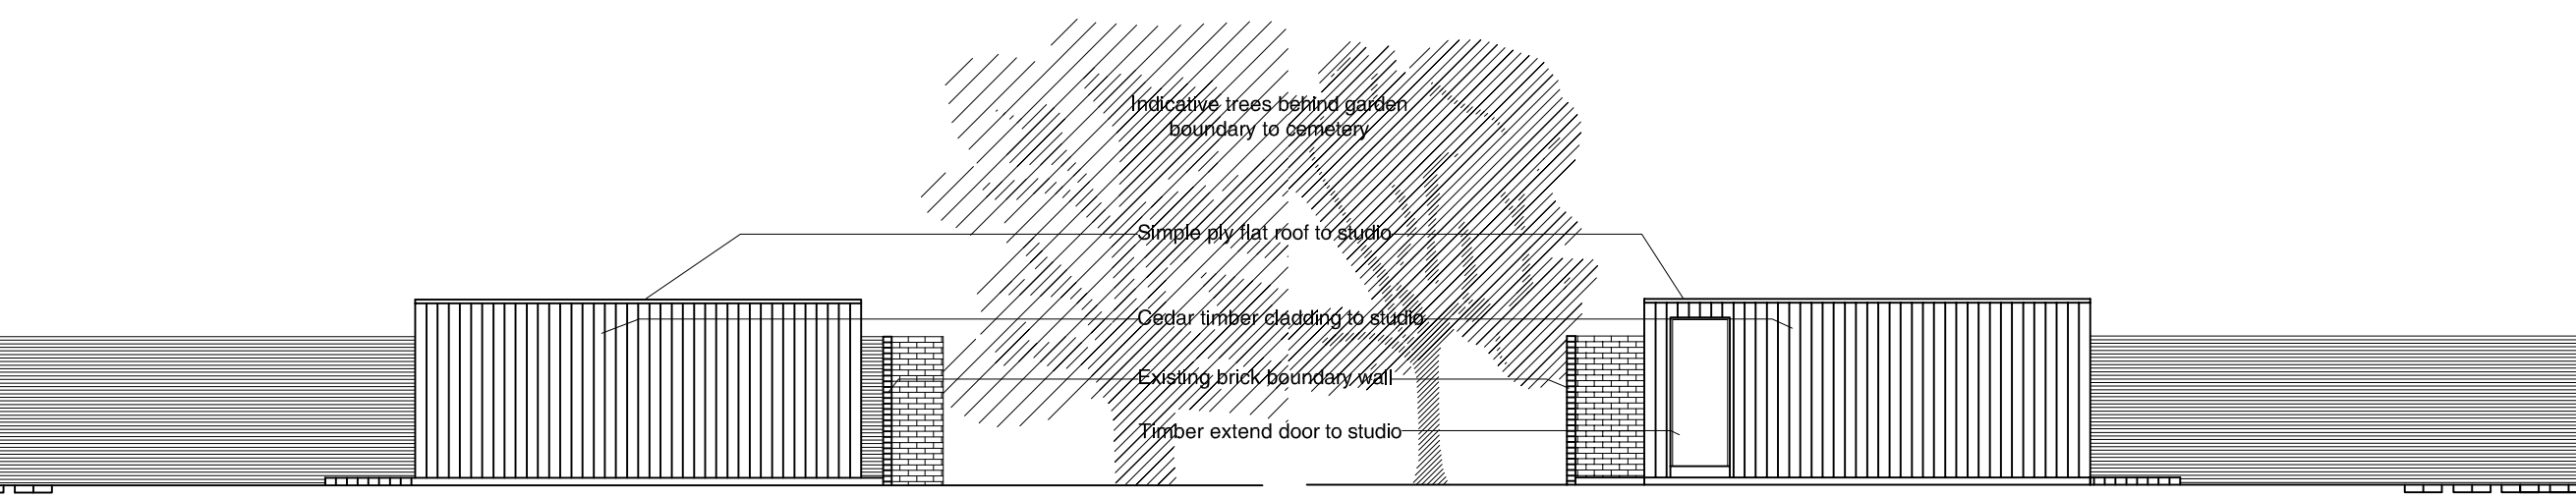 Indicative trees behind garden
boundary to cemetery
Simple ply flat roof to studio
Cedar timber cladding to studio
Existing brick boundary wall
Timber extend door to studio